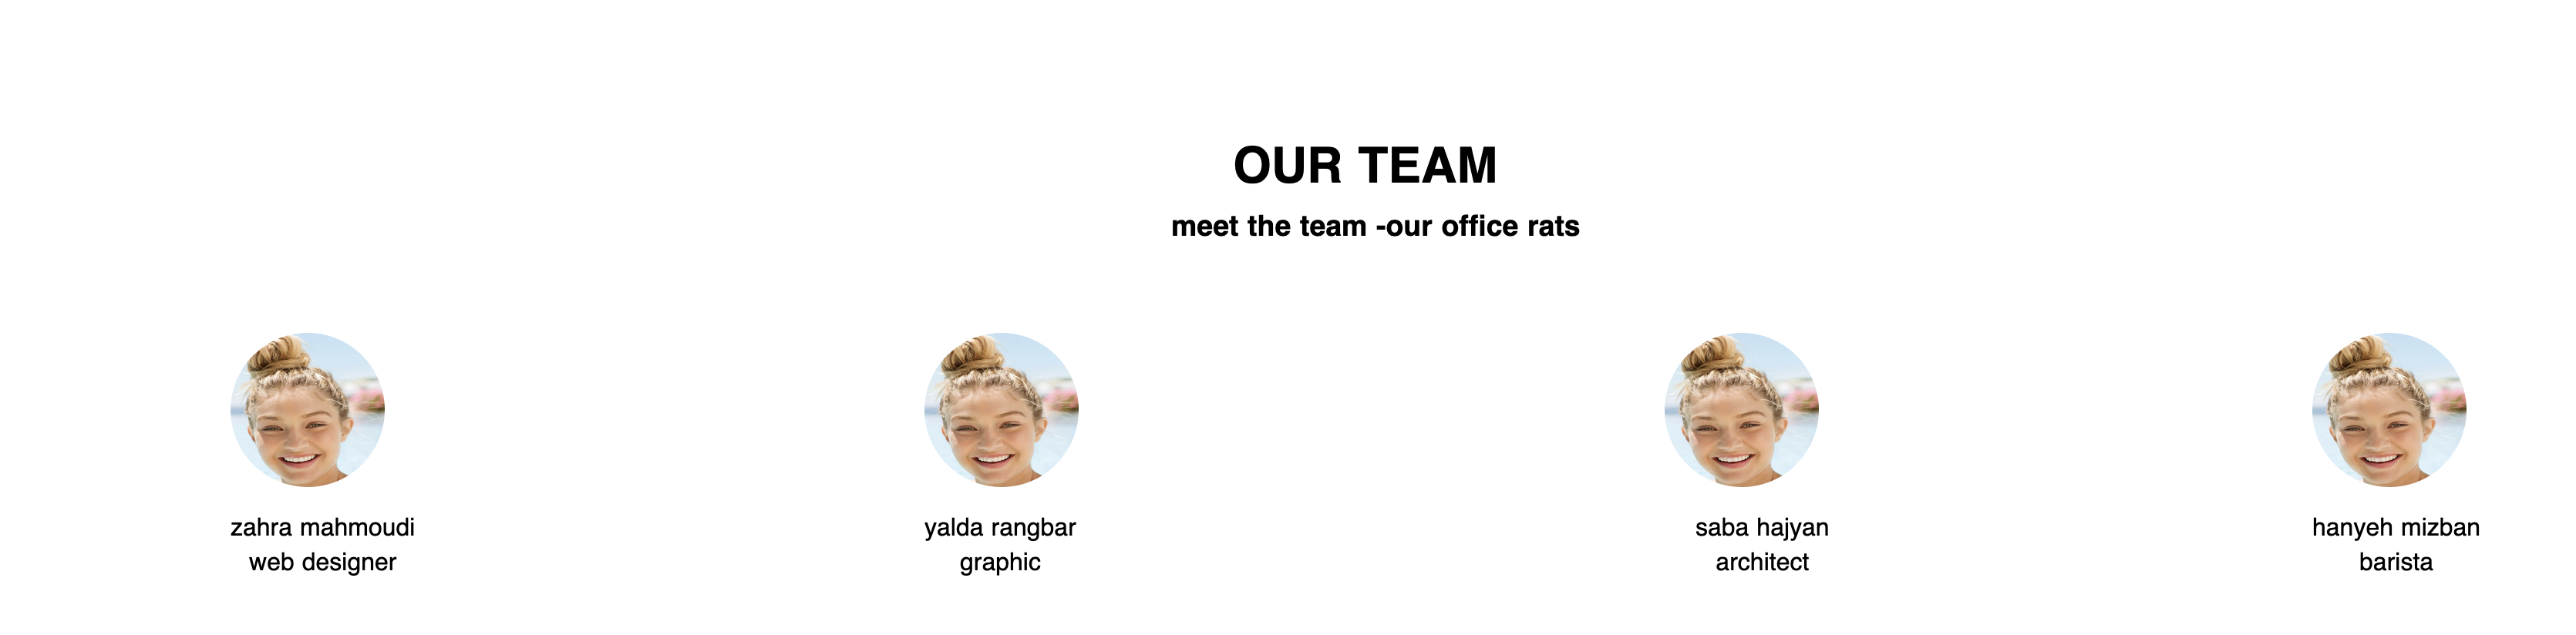 OUR TEAM
meet the team -our office rats
zahra mahmoudi
web designer
yalda rangbar
graphic
saba hajyan
architect
hanyeh mizban
barista